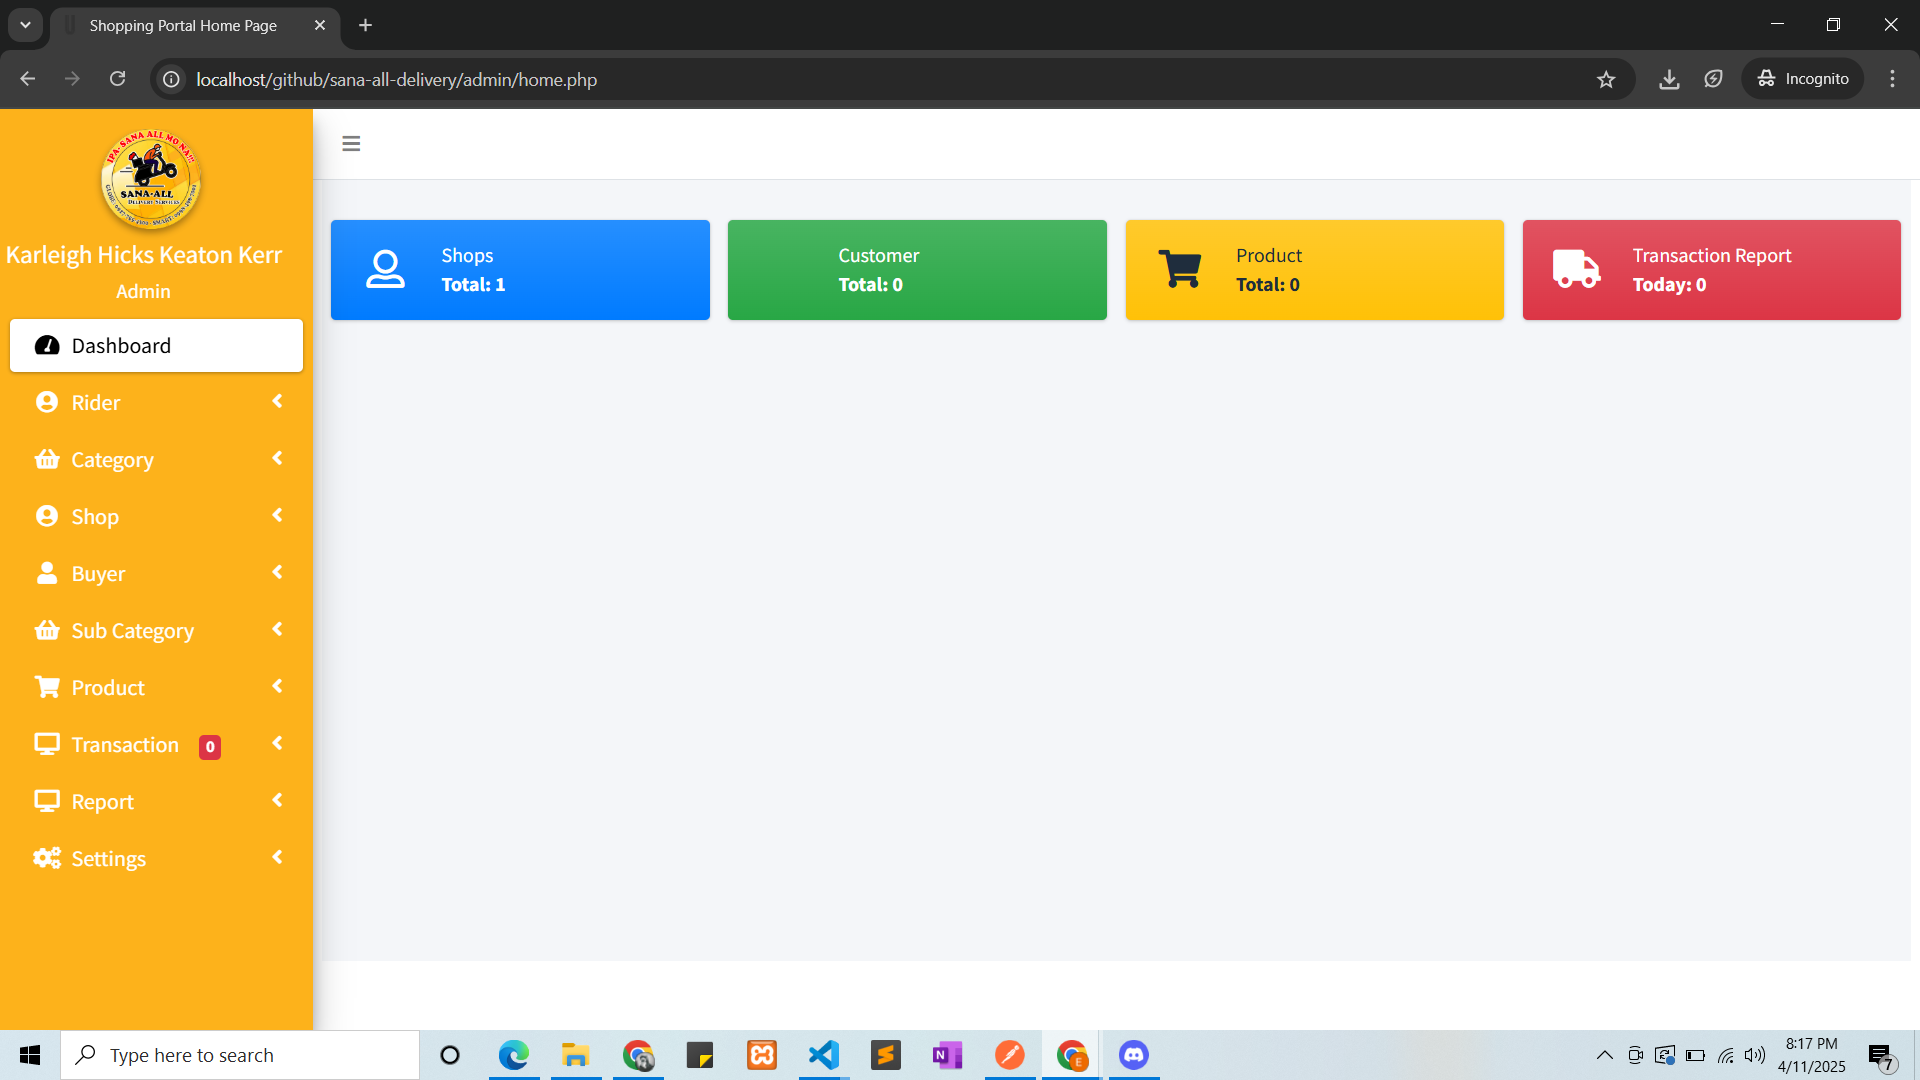 Shopping Portal Home Page
localhost/github/sana-all-delivery/admin/home.php
Incognito
IPA-SANA ALL MO NA!!!
SANA-ALL
DELIVERY SERVICES
Karleigh Hicks Keaton Kerr
Admin
Dashboard
Rider
Category
Shop
Buyer
Sub Category
Product
Transaction 0
Report
Settings
Shops
Total: 1
Customer
Total: 0
Product
Total: 0
Transaction Report
Today: 0
Type here to search
8:17 PM
4/11/2025
7